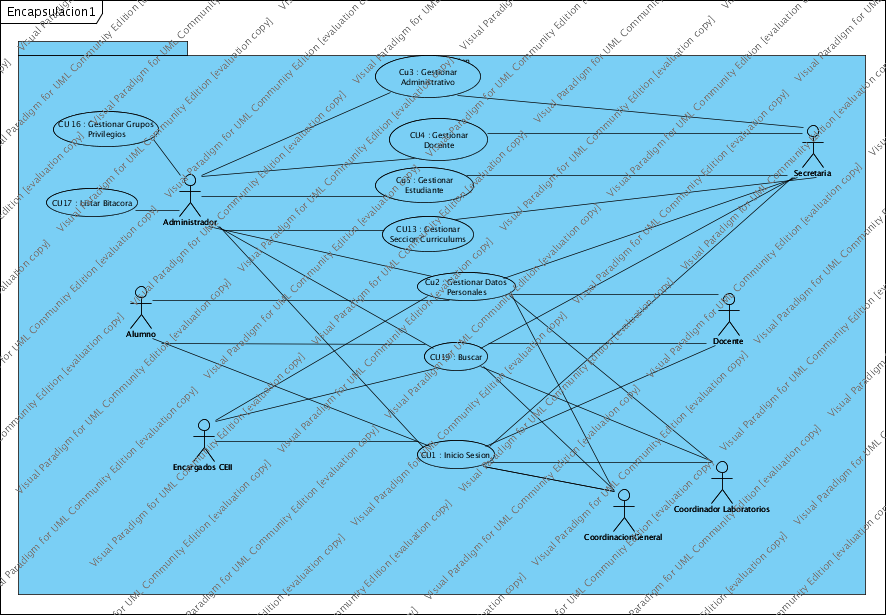 Encapsulacion1
Cu3 : Gestionar
Administrativo
CU 16 : Gestionar Grupos
Privilegios
CU4 : Gestionar
Docente
Secretaria
Cu5 : Gestionar
Estudiante
CU17 : Listar Bitacora
Administrador
CU13 : Gestionar
Seccion Curriculums
Cu2 : Gestionar Datos
Personales
Alumno
Docente
CU19 : Buscar
Encargados CEII
CU1 : Inicio Sesion
Coordinador Laboratorios
CoordinacionGeneral
Visual Paradigm for UML Community Edition [evaluation copy]